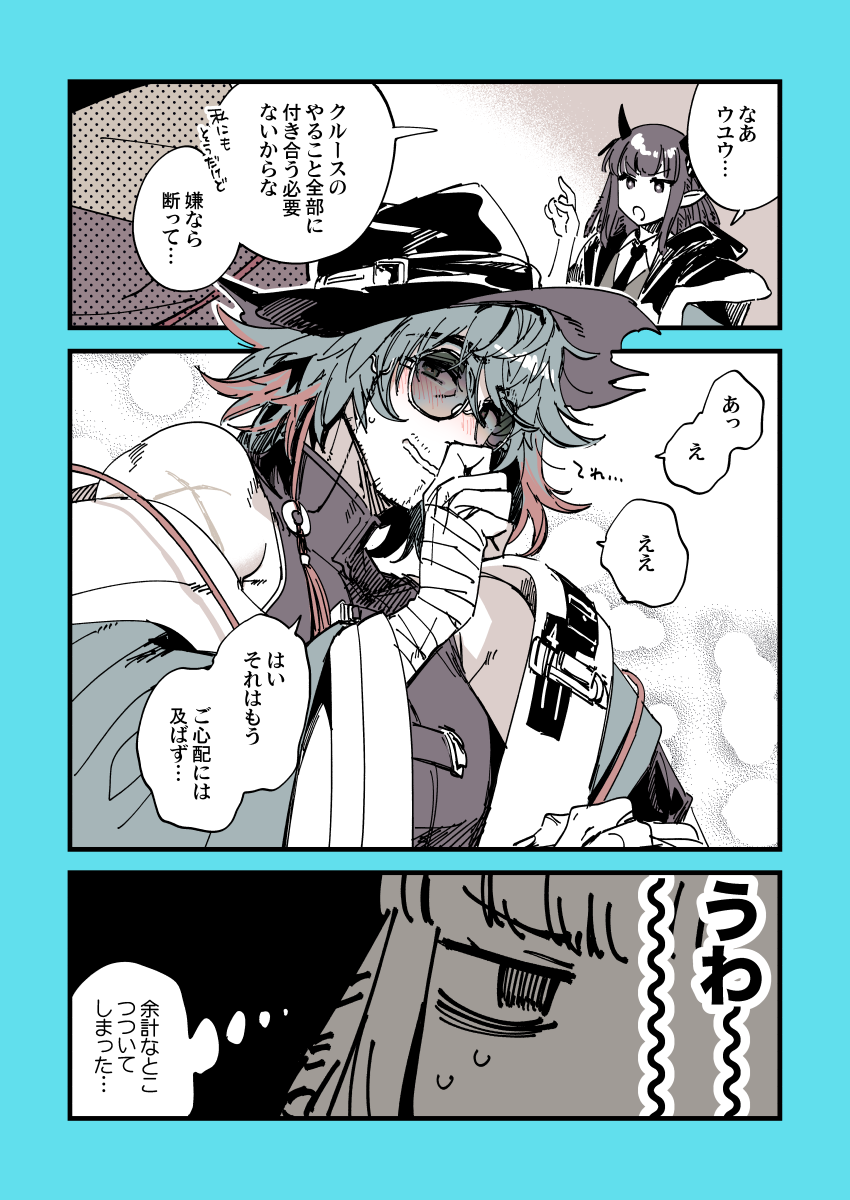 なあ
ウユウ…
クルースの
やること全部に
付き合う必要
ないからな
私にも
そうだけど
嫌なら
断って…
あっ
え
ええ
てれ…
はい
それはもう
ご心配には
及ばず…
うわ〜〜
余計なとこ
つついて
しまった…